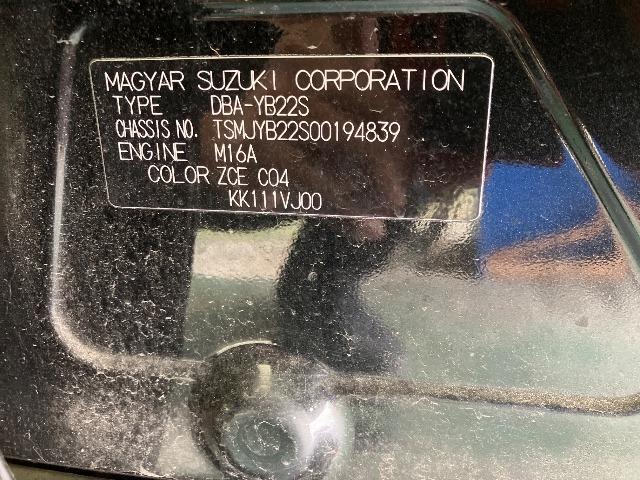 MAGYAR SUZUKI CORPORATION
TYPE DBA-YB22S
CHASSIS NO. TSMJYB22S00194839
ENGINE M16A
COLOR ZCE C04
KK111VJ00